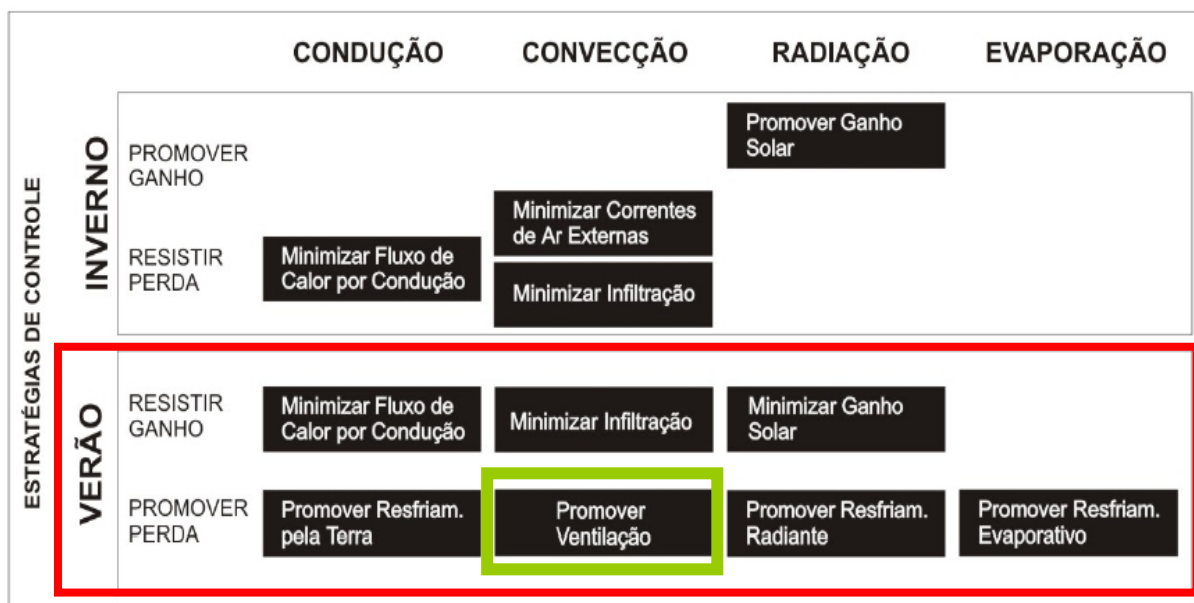 CONDUÇÃO CONVECÇÃO RADIAÇÃO EVAPORAÇÃO
ESTRATÉGIAS DE CONTROLE
INVERNO
PROMOVER
GANHO
Promover Ganho
Solar
RESISTIR
PERDA
Minimizar Fluxo de
Calor por Condução
Minimizar Correntes
de Ar Externas
Minimizar Infiltração
VERÃO
RESISTIR
GANHO
Minimizar Fluxo de
Calor por Condução
Minimizar Infiltração
Minimizar Ganho
Solar
PROMOVER
PERDA
Promover Resfriam.
pela Terra
Promover
Ventilação
Promover Resfriam.
Radiante
Promover Resfriam.
Evaporativo